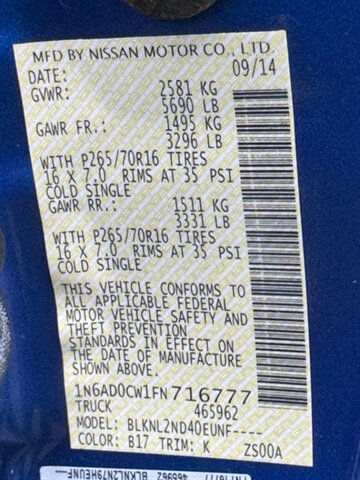 MFD BY NISSAN MOTOR CO., LTD.
DATE: 09/14
GVWR: 2581 KG
5690 LB
GAWR FR.: 1495 KG
3296 LB
WITH P265/70R16 TIRES
16 X 7.0 RIMS AT 35 PSI
COLD SINGLE
GAWR RR.: 1511 KG
3331 LB
WITH P265/70R16 TIRES
16 X 7.0 RIMS AT 35 PSI
COLD SINGLE
THIS VEHICLE CONFORMS TO
ALL APPLICABLE FEDERAL
MOTOR VEHICLE SAFETY AND
THEFT PREVENTION
STANDARDS IN EFFECT ON
THE DATE OF MANUFACTURE
SHOWN ABOVE.
1N6AD0CW1FN716777
TRUCK 465962
MODEL: BLKNL2ND40EUNF----
COLOR: B17 TRIM: K ZS00A
465962 BLKNL2N79HEUNF---